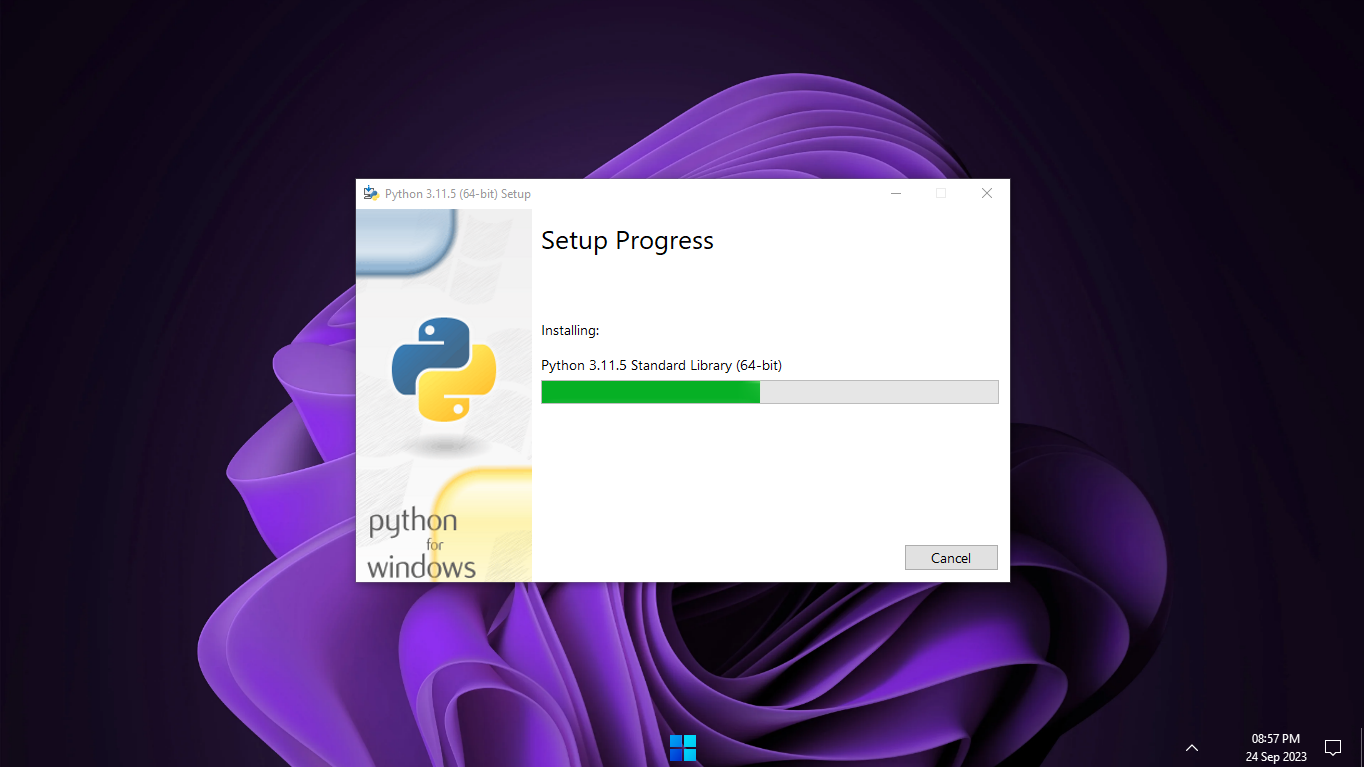 Python 3.11.5 (64-bit) Setup
Setup Progress
Installing:
Python 3.11.5 Standard Library (64-bit)
python
for
windows
Cancel
08:57 PM
24 Sep 2023